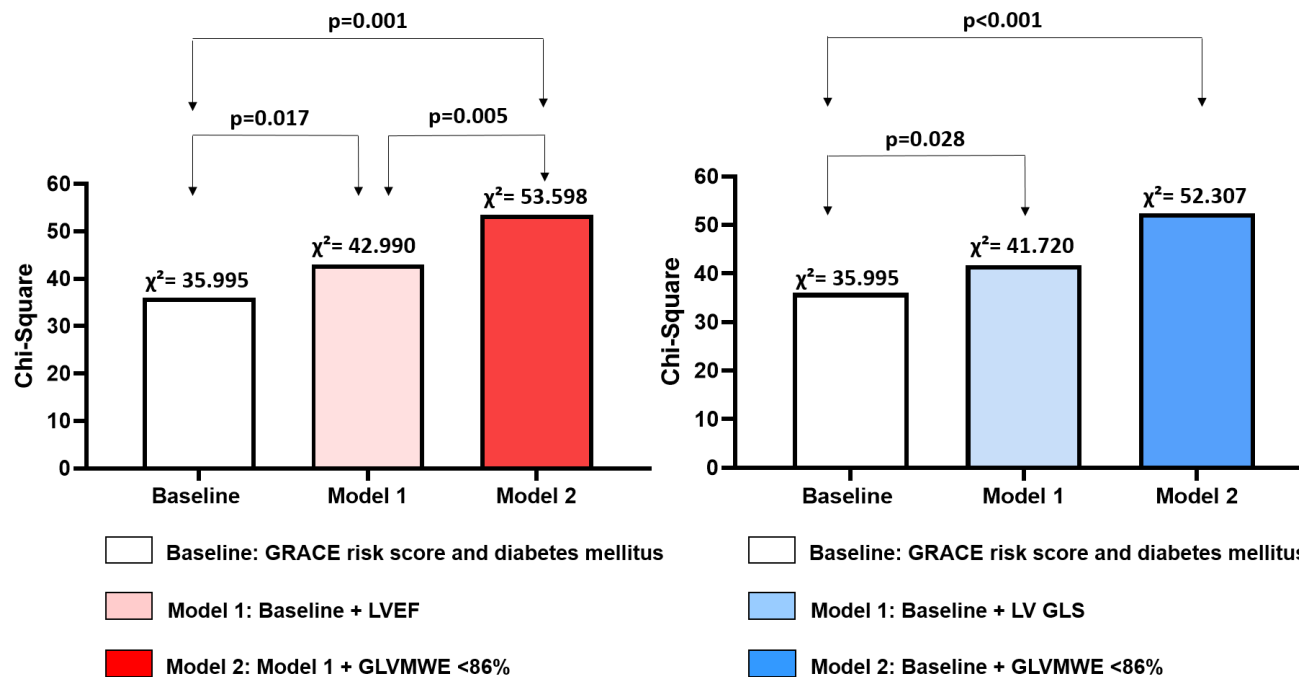 p=0.001
p=0.017
p=0.005
Chi-Square
60
50
40
30
20
10
0
χ²= 35.995
χ²= 42.990
χ²= 53.598
Baseline
Model 1
Model 2
Baseline: GRACE risk score and diabetes mellitus
Model 1: Baseline + LVEF
Model 2: Model 1 + GLVMWE <86%
p<0.001
p=0.028
Chi-Square
60
50
40
30
20
10
0
χ²= 35.995
χ²= 41.720
χ²= 52.307
Baseline
Model 1
Model 2
Baseline: GRACE risk score and diabetes mellitus
Model 1: Baseline + LV GLS
Model 2: Baseline + GLVMWE <86%